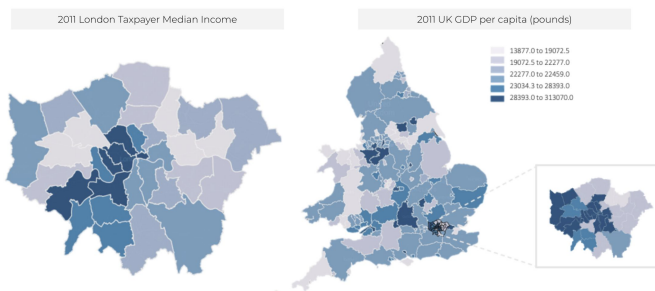 2011 London Taxpayer Median Income
2011 UK GDP per capita (pounds)
13877.0 to 19072.5
19072.5 to 22277.0
22277.0 to 22459.0
23034.3 to 28393.0
28393.0 to 313070.0